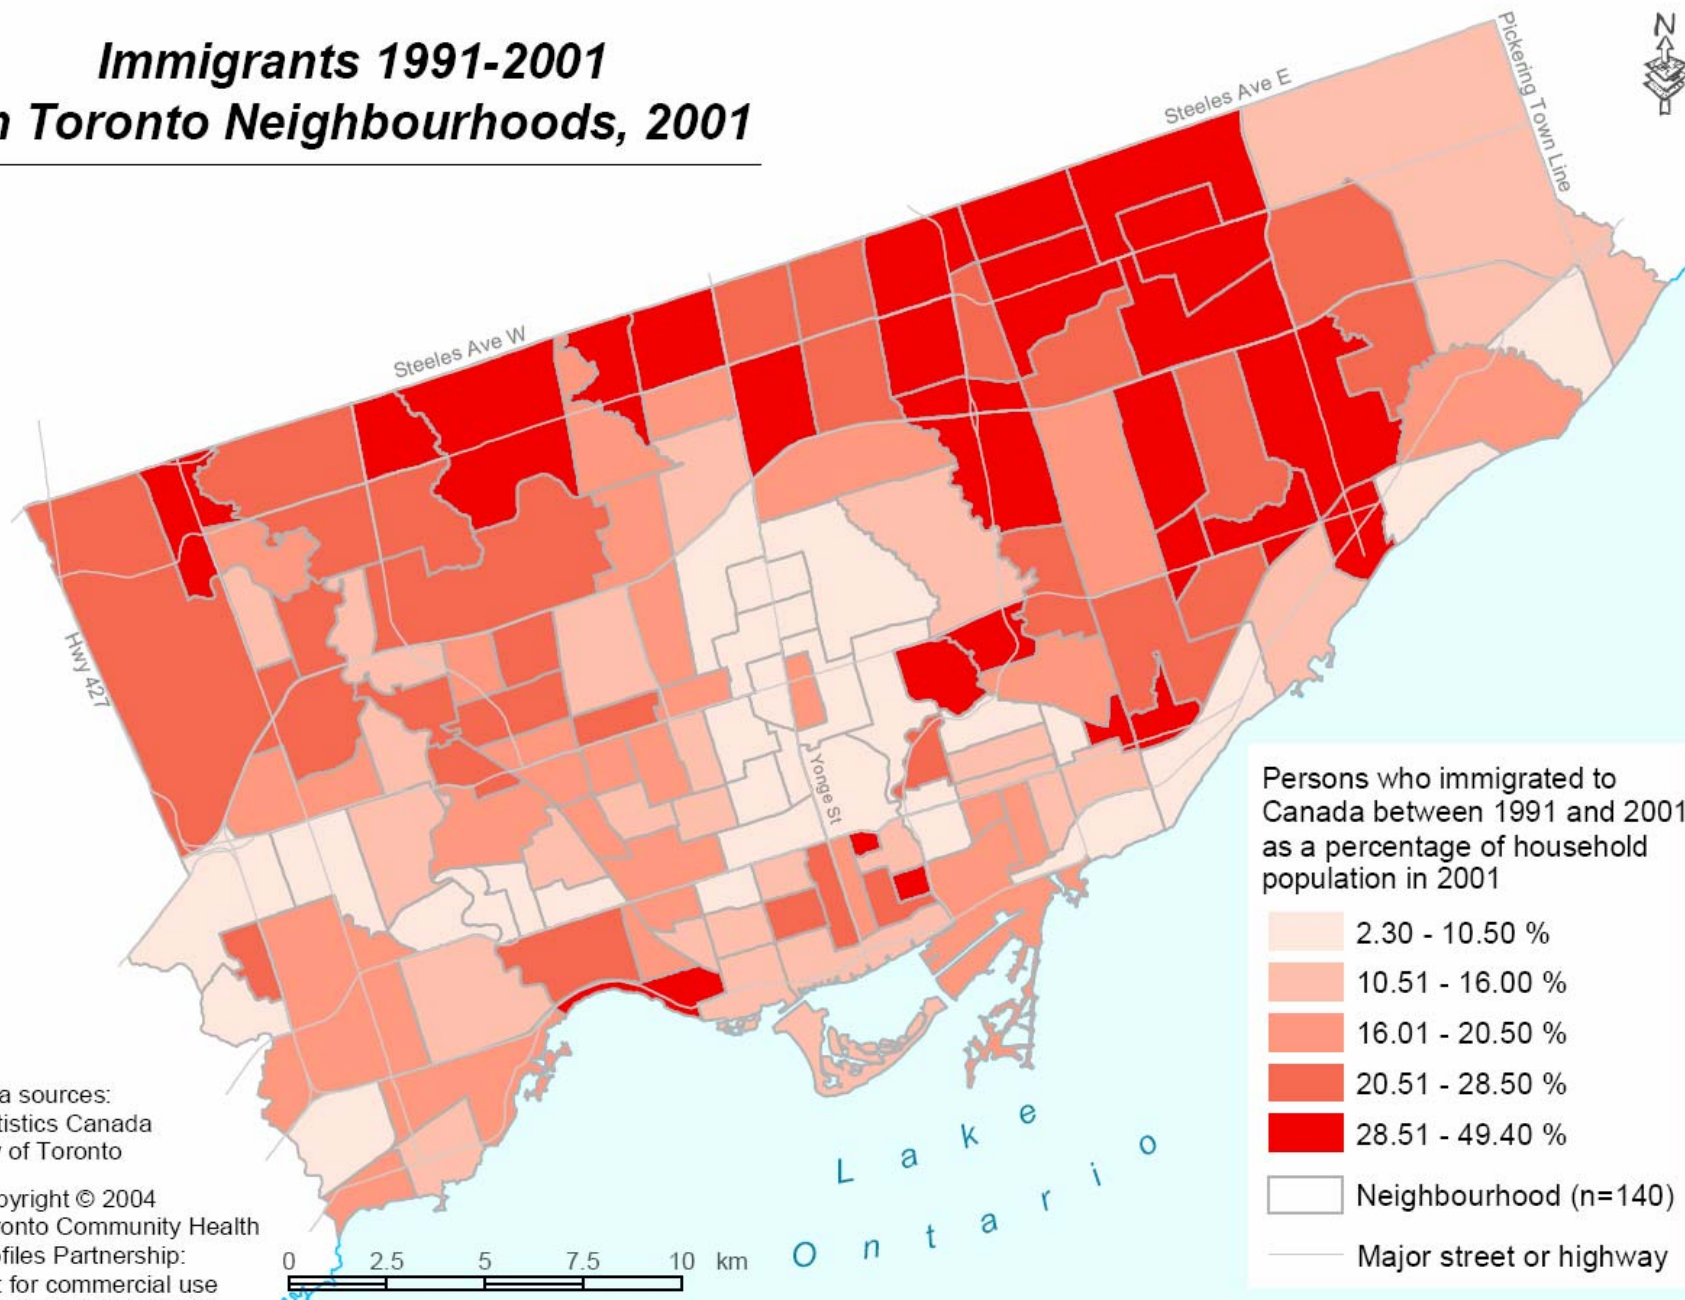 Immigrants 1991-2001
n Toronto Neighbourhoods, 2001
N
Pickering Town Line
Steeles Ave E
Steeles Ave W
Hwy 427
Yonge St
Persons who immigrated to
Canada between 1991 and 2001
as a percentage of household
population in 2001
2.30 - 10.50 %
10.51 - 16.00 %
16.01 - 20.50 %
20.51 - 28.50 %
28.51 - 49.40 %
Neighbourhood (n=140)
Major street or highway
Lake
Ontario
a sources:
tistics Canada
y of Toronto
pyright © 2004
ronto Community Health
ofiles Partnership:
t for commercial use
0 2.5 5 7.5 10 km